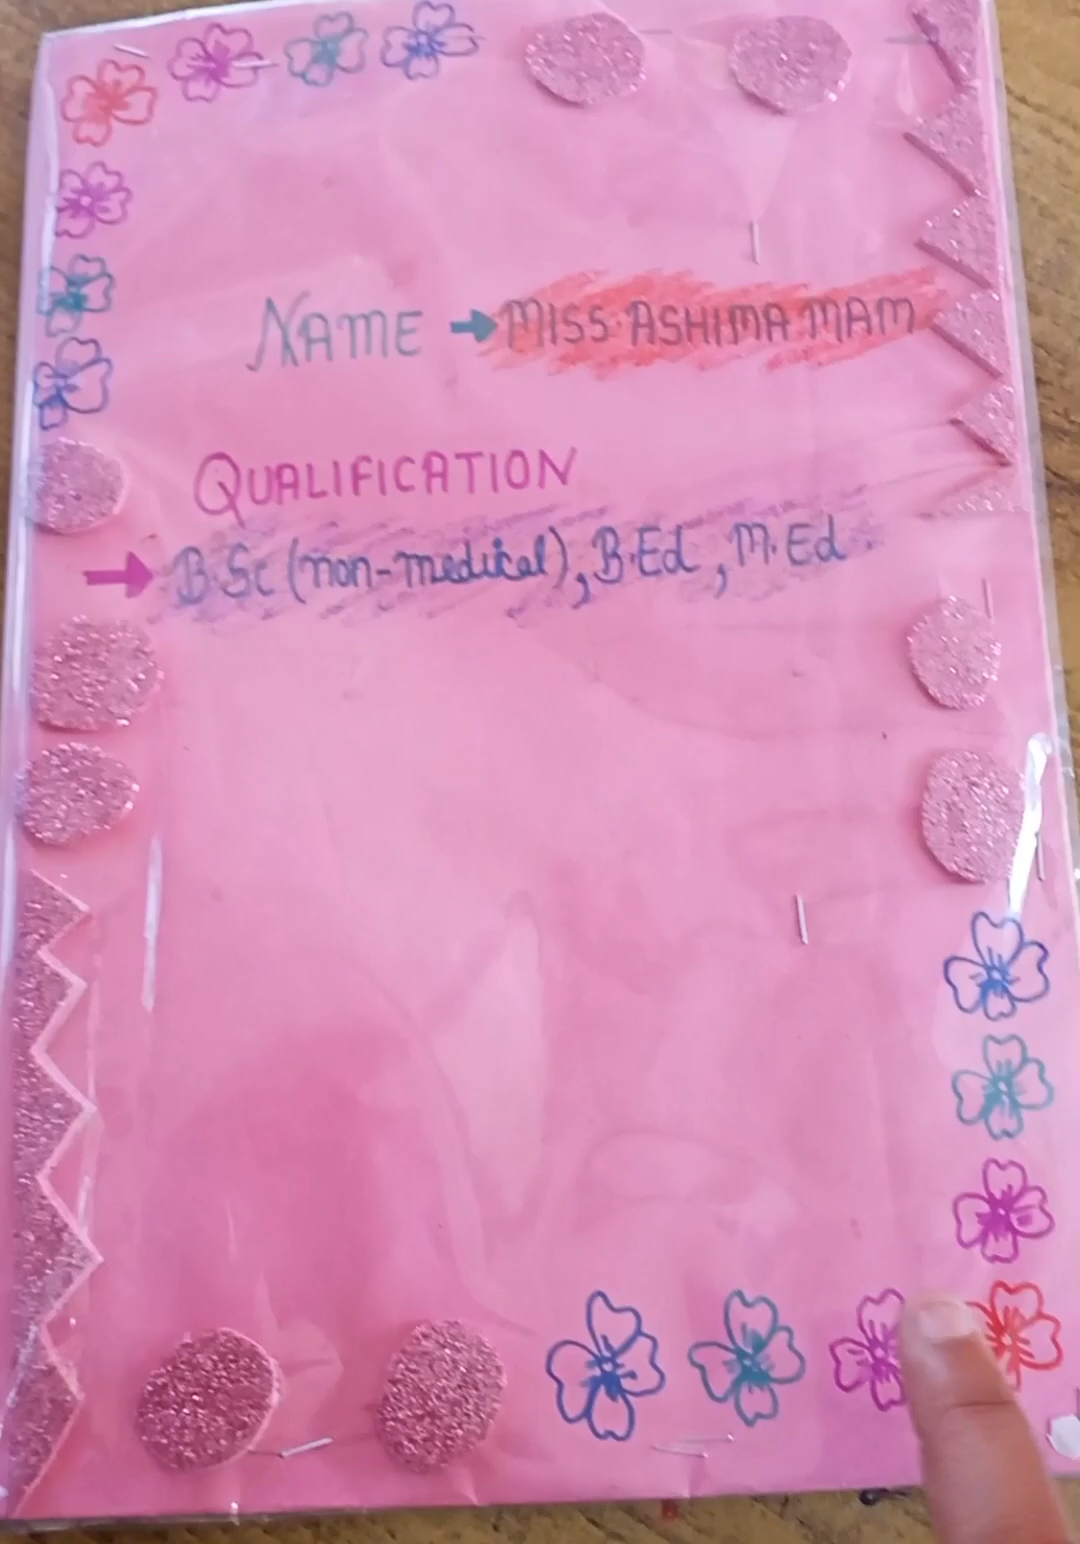 NAME → MISS. ASHIMA MAM
QUALIFICATION
→ B.Sc (non-medical), B.Ed, M.Ed.